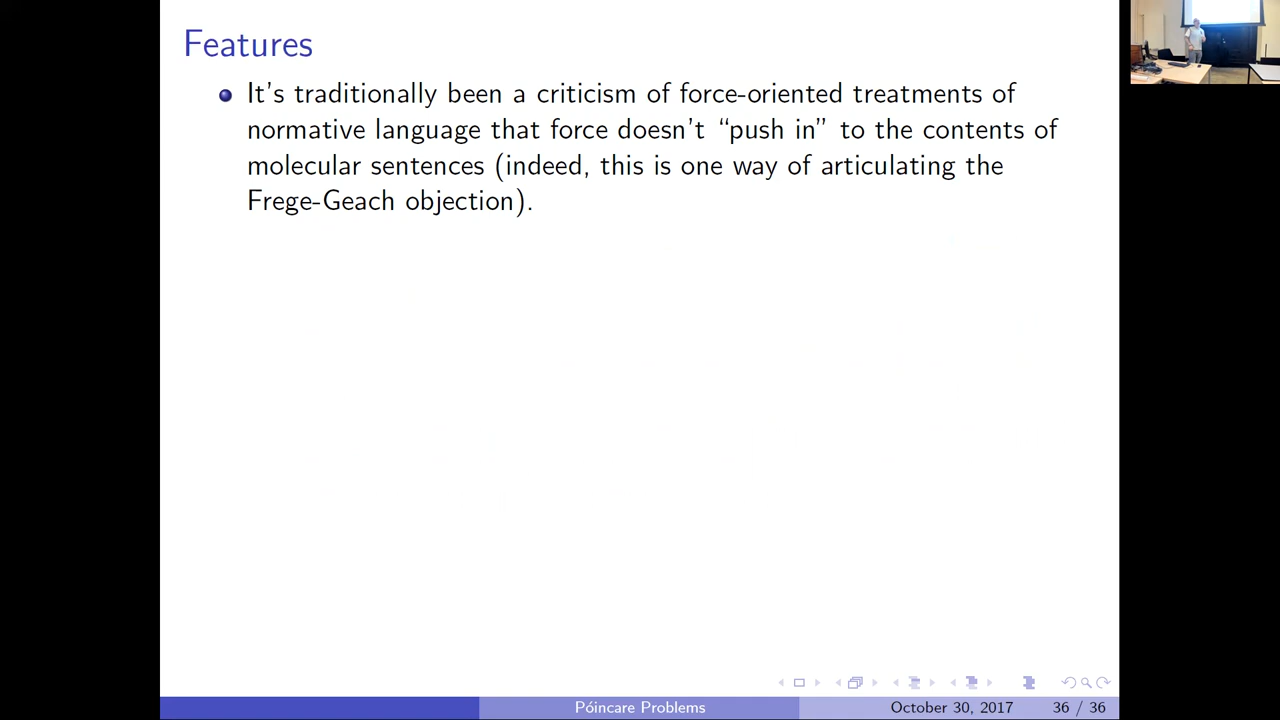 Features
It's traditionally been a criticism of force-oriented treatments of
normative language that force doesn't “push in” to the contents of
molecular sentences (indeed, this is one way of articulating the
Frege-Geach objection).
Póincare Problems
October 30, 2017
36 / 36